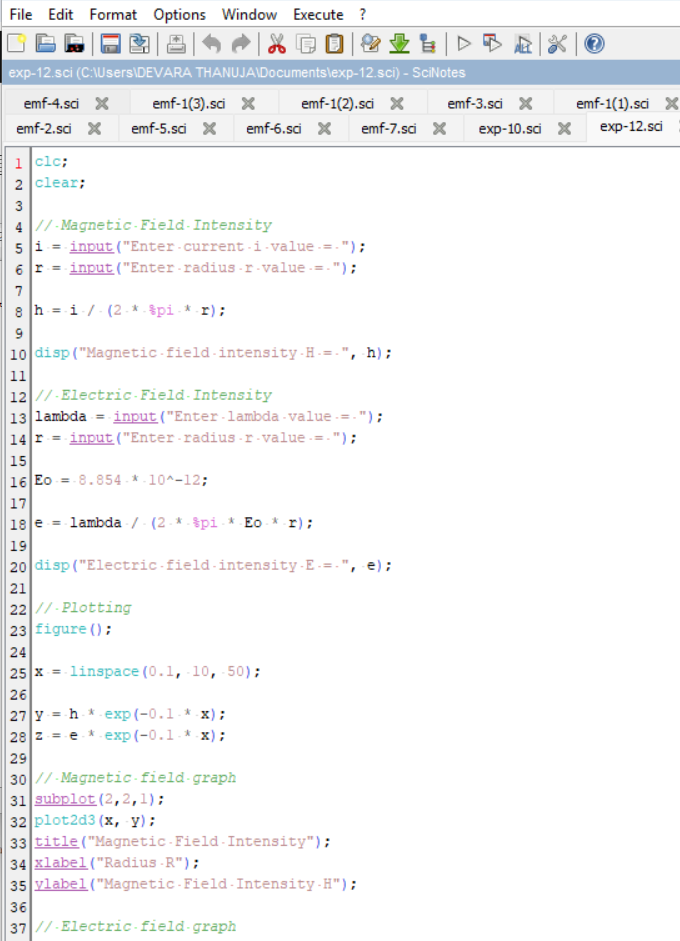 File Edit Format Options Window Execute ?
exp-12.sci (C:\Users\DEVARA THANUJA\Documents\exp-12.sci) - SciNotes
emf-4.sci emf-1(3).sci emf-1(2).sci emf-3.sci emf-1(1).sci
emf-2.sci emf-5.sci emf-6.sci emf-7.sci exp-10.sci exp-12.sci
1 clc;
2 clear;
3
4 // Magnetic Field Intensity
5 i = input("Enter current i value = ");
6 r = input("Enter radius r value = ");
7
8 h = i / (2 * %pi * r);
9
10 disp("Magnetic field intensity H = ", h);
11
12 // Electric Field Intensity
13 lambda = input("Enter lambda value = ");
14 r = input("Enter radius r value = ");
15
16 Eo = 8.854 * 10^-12;
17
18 e = lambda / (2 * %pi * Eo * r);
19
20 disp("Electric field intensity E = ", e);
21
22 // Plotting
23 figure();
24
25 x = linspace(0.1, 10, 50);
26
27 y = h * exp(-0.1 * x);
28 z = e * exp(-0.1 * x);
29
30 // Magnetic field graph
31 subplot(2,2,1);
32 plot2d3(x, y);
33 title("Magnetic Field Intensity");
34 xlabel("Radius R");
35 ylabel("Magnetic Field Intensity H");
36
37 // Electric field graph